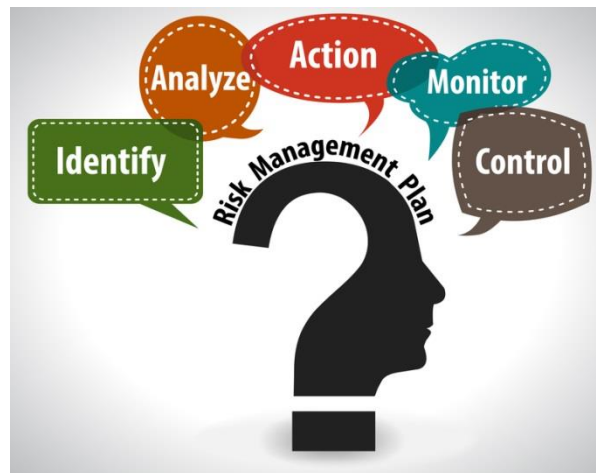 Identify
Analyze
Action
Monitor
Control
Risk Management Plan